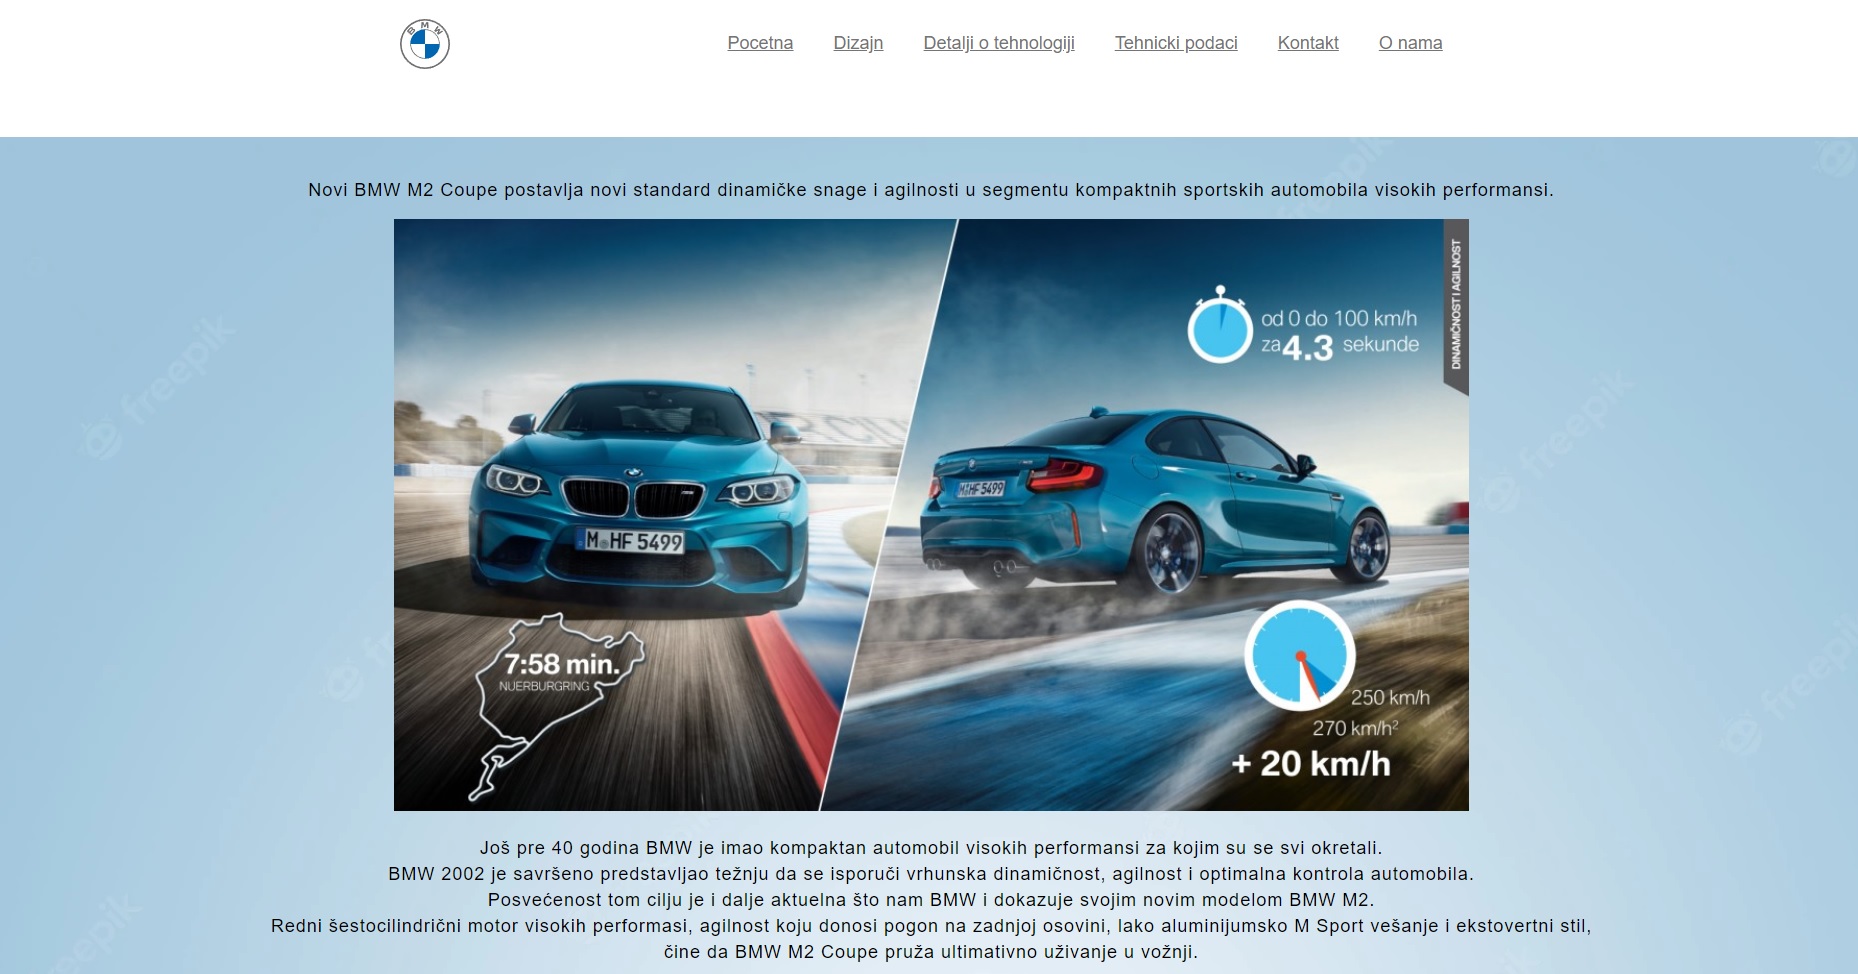 BMW
Pocetna
Dizajn
Detalji o tehnologiji
Tehnicki podaci
Kontakt
O nama
Novi BMW M2 Coupe postavlja novi standard dinamičke snage i agilnosti u segmentu kompaktnih sportskih automobila visokih performansi.
DINAMIČNOST I AGILNOST
od 0 do 100 km/h
za 4.3 sekunde
M HF 5499
M HF 5499
7:58 min.
NUERBURGRING
250 km/h
270 km/h²
+ 20 km/h
Još pre 40 godina BMW je imao kompaktan automobil visokih performansi za kojim su se svi okretali.
BMW 2002 je savršeno predstavljao težnju da se isporuči vrhunska dinamičnost, agilnost i optimalna kontrola automobila.
Posvećenost tom cilju je i dalje aktuelna što nam BMW i dokazuje svojim novim modelom BMW M2.
Redni šestocilindrični motor visokih performasi, agilnost koju donosi pogon na zadnjoj osovini, lako aluminijumsko M Sport vešanje i ekstovertni stil,
čine da BMW M2 Coupe pruža ultimativno uživanje u vožnji.
freepik
freepik
freepik
freepik
freepik